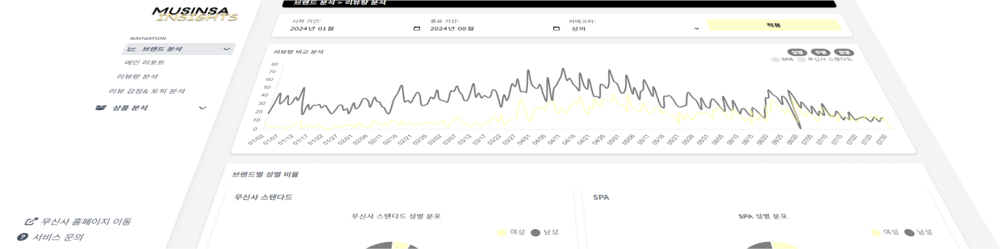 MUSINSA
INSIGHTS
NAVIGATION
브랜드 분석
메인 리포트
리뷰량 분석
리뷰 감정& 토픽 분석
상품 분석
무신사 홈페이지 이동
서비스 문의
브랜드 분석 > 리뷰량 분석
시작 기간:
2024년 01월
종료 기간:
2024년 08월
카테고리:
상의
적용
리뷰량 비교 분석
일별 주별 월별
SPA 무신사 스탠다드
80
70
60
50
40
30
20
10
0
01/02 01/07 01/12 01/17 01/22 01/27 02/01 02/06 02/11 02/16 02/21 02/26 03/02 03/07 03/12 03/17 03/22 03/27 04/01 04/06 04/11 04/16 04/21 04/26 05/01 05/06 05/11 05/16 05/21 05/26 05/31 06/05 06/10 06/15 06/20 06/25 06/30 07/05 07/10 07/15 07/20 07/25 07/30
브랜드별 성별 비율
무신사 스탠다드
무신사 스탠다드 성별 분포
여성 남성
SPA
SPA 성별 분포
여성 남성